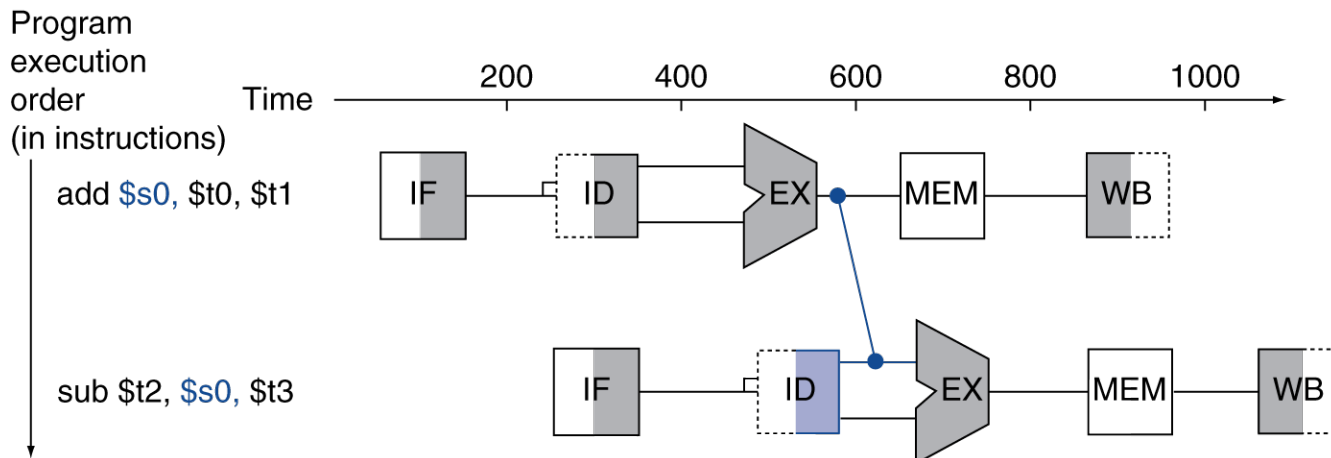 Program
execution
order
(in instructions)
Time
200 400 600 800 1000
add $s0, $t0, $t1
IF ID EX MEM WB
sub $t2, $s0, $t3
IF ID EX MEM WB